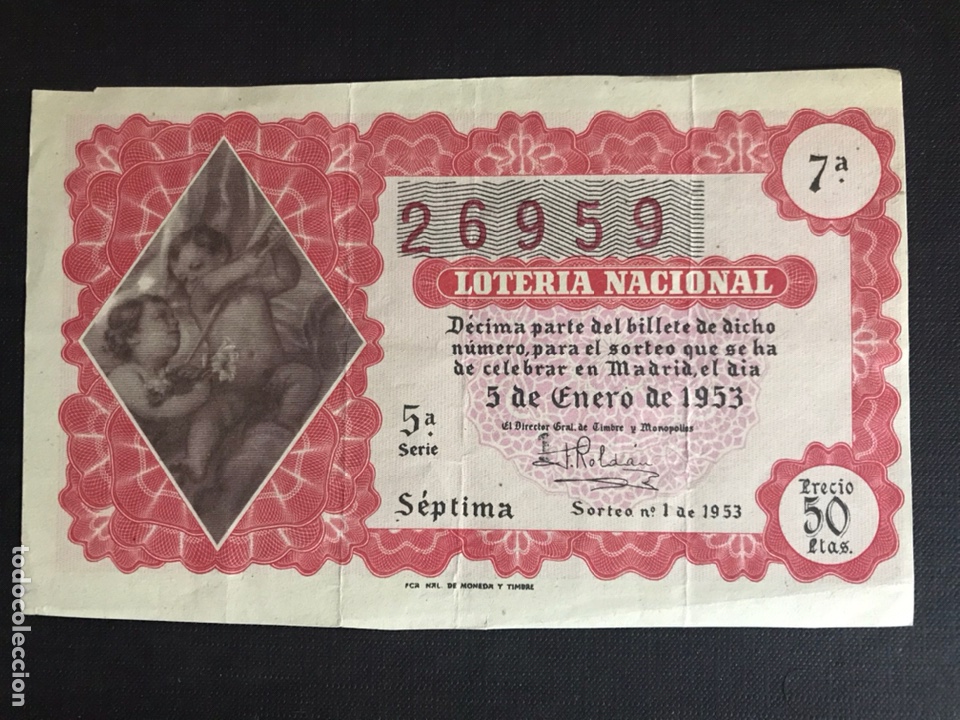 7ª
26959
LOTERIA NACIONAL
Décima parte del billete de dicho
número, para el sorteo que se ha
de celebrar en Madrid, el dia
5 de Enero de 1953
El Director Gral. de Timbre y Monopolios
F. Roldán
5ª
Serie
Séptima
Sorteo nº 1 de 1953
Precio
50
Ptas.
FCA NAL. DE MONEDA Y TIMBRE
todocoleccion